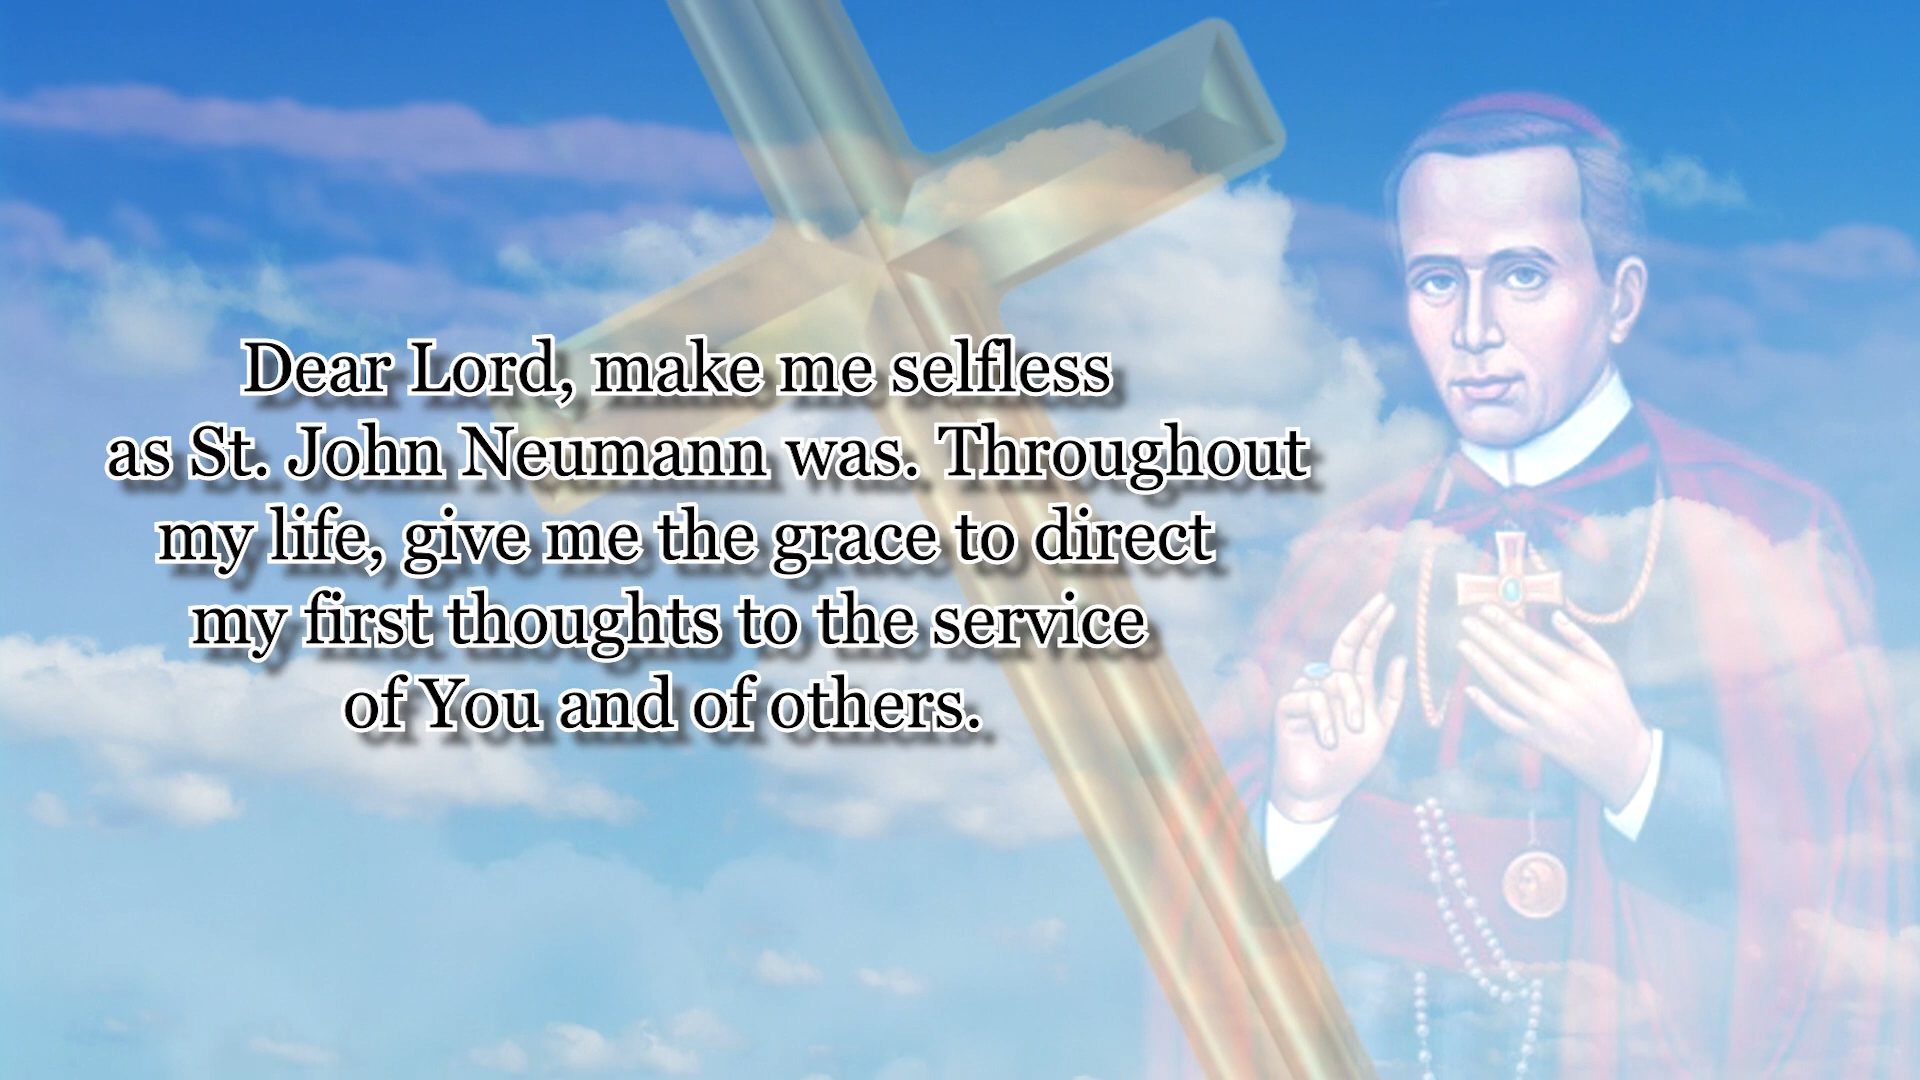 Dear Lord, make me selfless
as St. John Neumann was. Throughout
my life, give me the grace to direct
my first thoughts to the service
of You and of others.